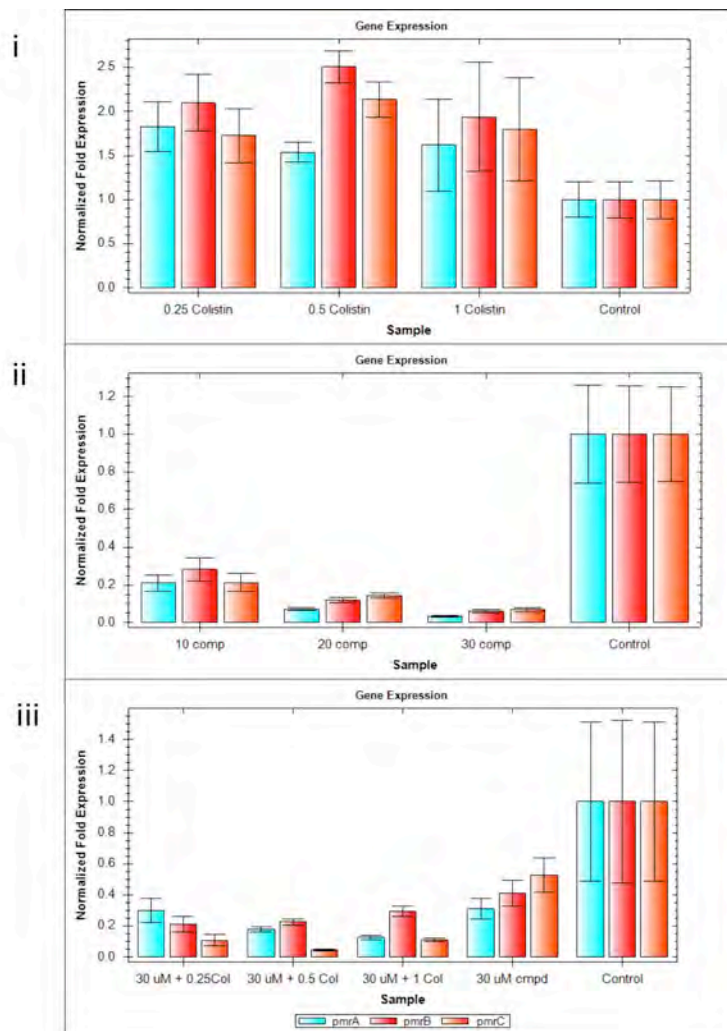 i
Gene Expression
Normalized Fold Expression
2.5
2.0
1.5
1.0
0.5
0.0
0.25 Colistin 0.5 Colistin 1 Colistin Control
Sample
ii
Gene Expression
Normalized Fold Expression
1.2
1.0
0.8
0.6
0.4
0.2
0.0
10 comp 20 comp 30 comp Control
Sample
iii
Gene Expression
Normalized Fold Expression
1.4
1.2
1.0
0.8
0.6
0.4
0.2
0.0
30 uM + 0.25Col 30 uM + 0.5 Col 30 uM + 1 Col 30 uM cmpd Control
Sample
pmrA pmrB pmrC